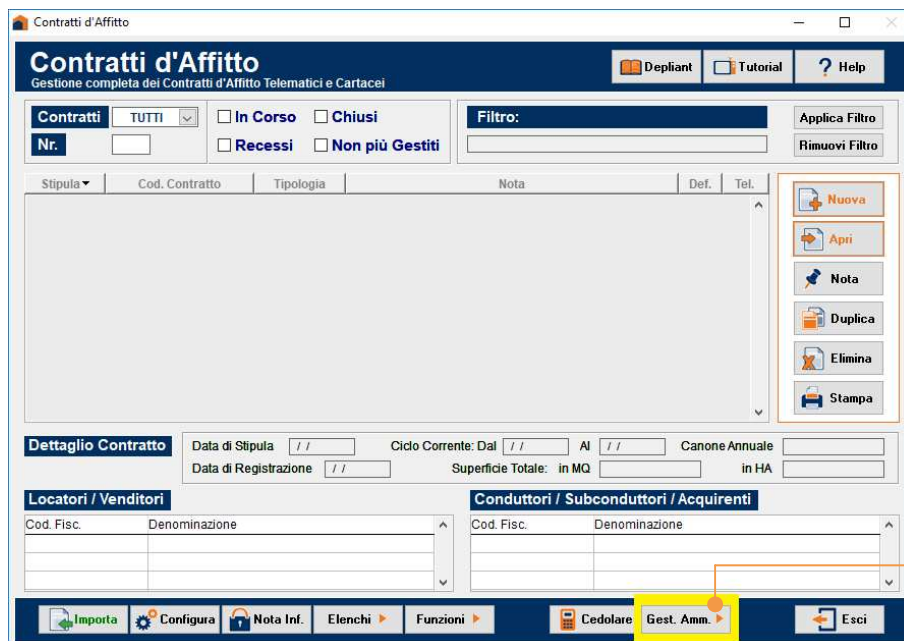 Contratti d'Affitto
Contratti d'Affitto
Gestione completa dei Contratti d'Affitto Telematici e Cartacei
Depliant Tutorial ? Help
Contratti TUTTI In Corso Chiusi Filtro: Applica Filtro
Nr. Recessi Non più Gestiti Rimuovi Filtro
Stipula Cod. Contratto Tipologia Nota Def. Tel.
Nuova
Apri
Nota
Duplica
Elimina
Stampa
Dettaglio Contratto Data di Stipula / / Ciclo Corrente: Dal / / Al / / Canone Annuale
Data di Registrazione / / Superficie Totale: in MQ in HA
Locatori / Venditori Conduttori / Subconduttori / Acquirenti
Cod. Fisc. Denominazione Cod. Fisc. Denominazione
Importa Configura Nota Inf. Elenchi Funzioni Cedolare Gest. Amm. Esci